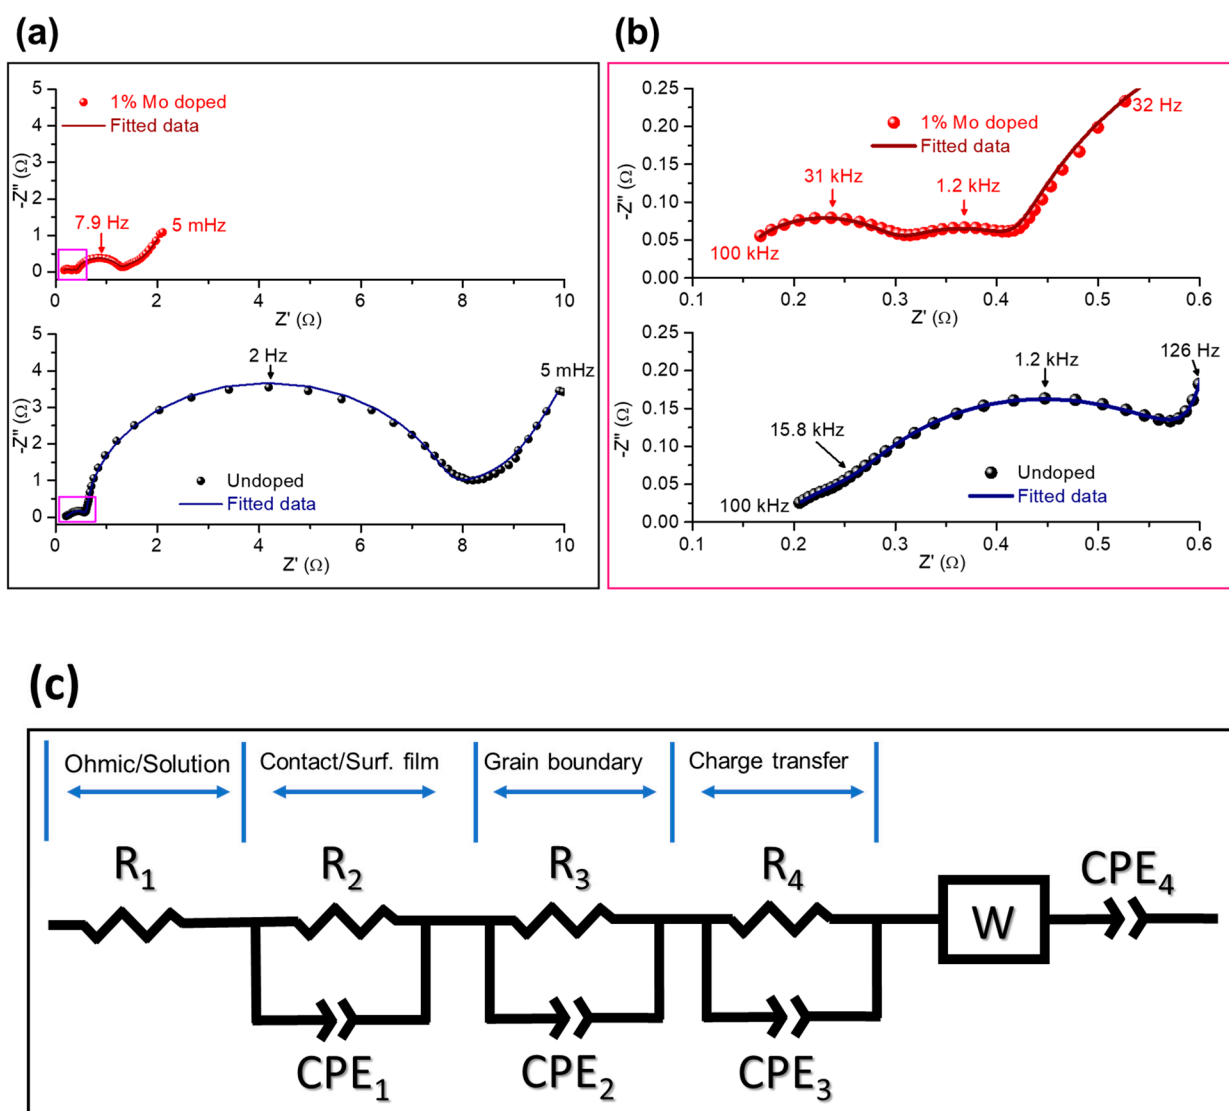 (a)
5
4
3
2
1
0
-Z" (Ω)
1% Mo doped
Fitted data
7.9 Hz
5 mHz
0 2 4 6 8 10
Z' (Ω)
5
4
3
2
1
0
-Z" (Ω)
2 Hz
5 mHz
Undoped
Fitted data
0 2 4 6 8 10
Z' (Ω)
(b)
0.25
0.20
0.15
0.10
0.05
0.00
-Z" (Ω)
1% Mo doped
Fitted data
32 Hz
31 kHz
1.2 kHz
100 kHz
0.1 0.2 0.3 0.4 0.5 0.6
Z' (Ω)
0.25
0.20
0.15
0.10
0.05
0.00
-Z" (Ω)
1.2 kHz
126 Hz
15.8 kHz
100 kHz
Undoped
Fitted data
0.1 0.2 0.3 0.4 0.5 0.6
Z' (Ω)
(c)
Ohmic/Solution Contact/Surf. film Grain boundary Charge transfer
R1 R2 R3 R4 CPE4
W
CPE1 CPE2 CPE3